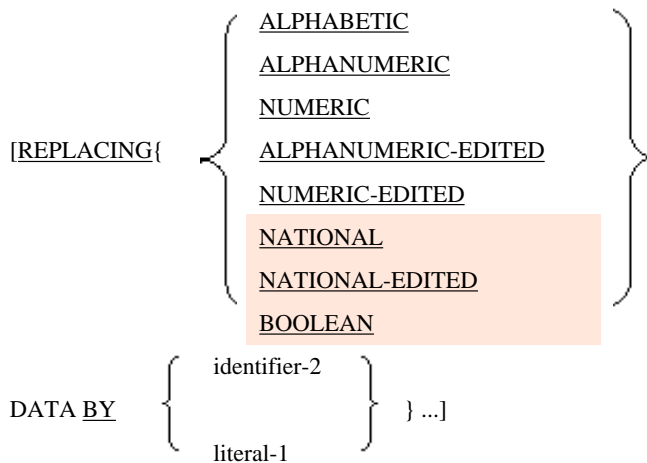 ALPHABETIC
ALPHANUMERIC
NUMERIC
[REPLACING{ ALPHANUMERIC-EDITED
NUMERIC-EDITED
NATIONAL
NATIONAL-EDITED
BOOLEAN
identifier-2
DATA BY } ...]
literal-1